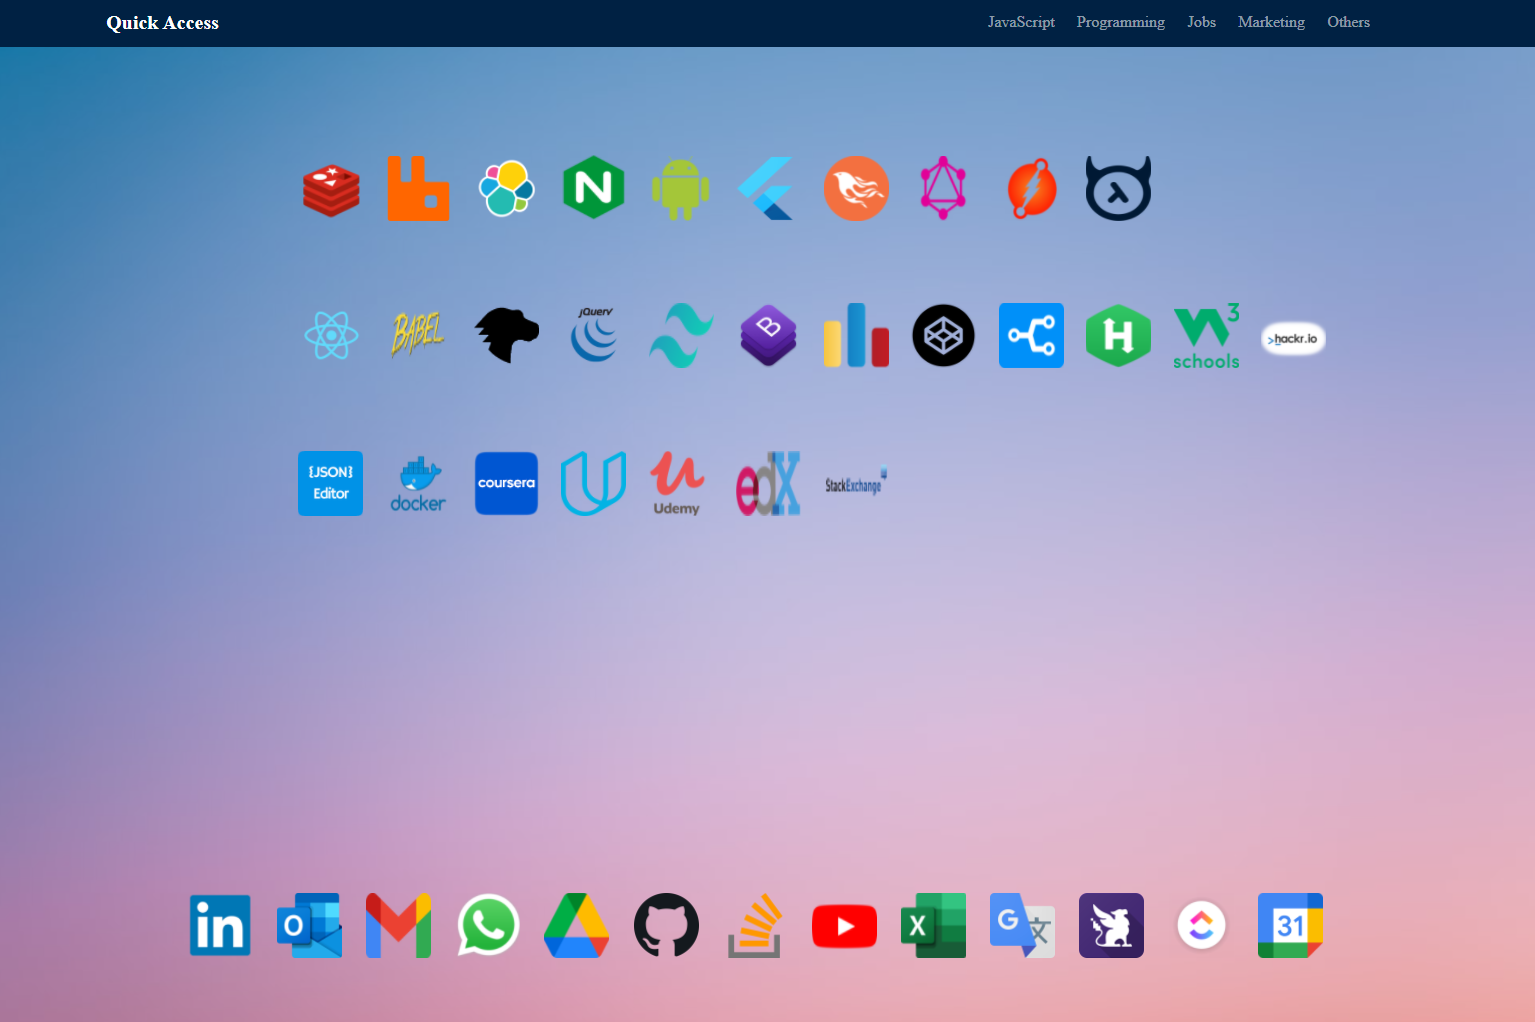 Quick Access
JavaScript Programming Jobs Marketing Others
N
BABEL
jQuery
B
H
W3 schools
>hackr.io
{JSON}
Editor
docker
coursera
U
Udemy
edX
StackExchange
in
O
X
G 文
31